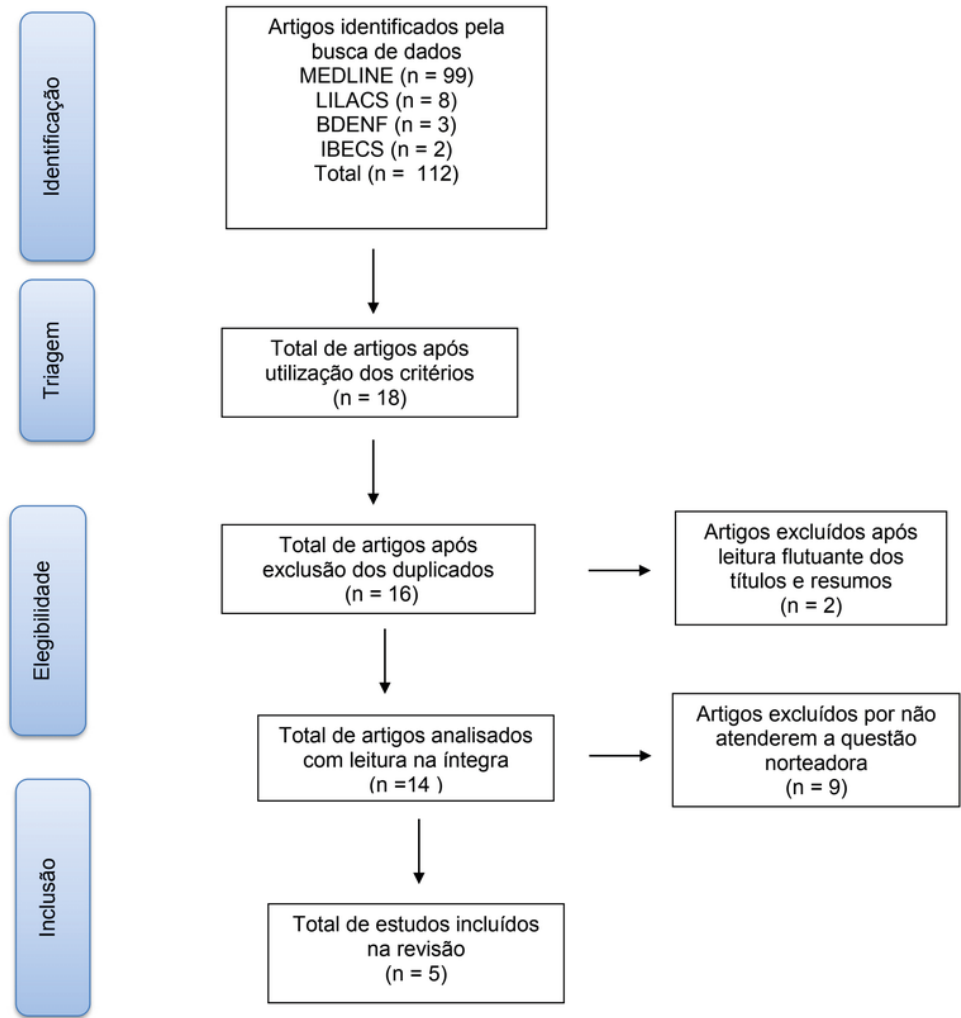 Identificação
Artigos identificados pela
busca de dados
MEDLINE (n = 99)
LILACS (n = 8)
BDENF (n = 3)
IBECS (n = 2)
Total (n = 112)
Triagem
Total de artigos após
utilização dos critérios
(n = 18)
Elegibilidade
Total de artigos após
exclusão dos duplicados
(n = 16)
Artigos excluídos após
leitura flutuante dos
títulos e resumos
(n = 2)
Total de artigos analisados
com leitura na íntegra
(n =14 )
Artigos excluídos por não
atenderem a questão
norteadora
(n = 9)
Inclusão
Total de estudos incluídos
na revisão
(n = 5)